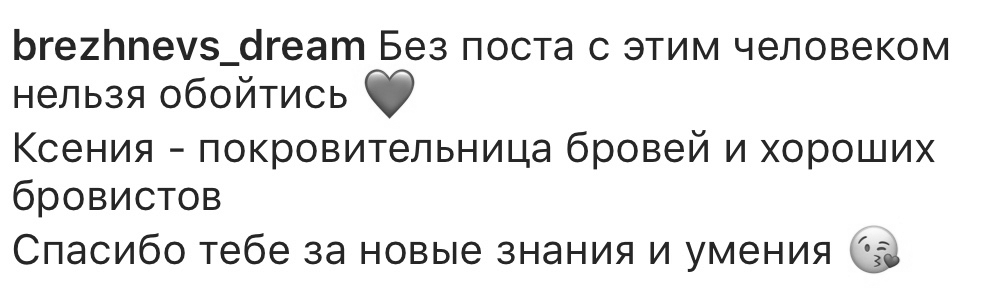 brezhnevs_dream Без поста с этим человеком
нельзя обойтись 🖤
Ксения - покровительница бровей и хороших
бровистов
Спасибо тебе за новые знания и умения 😘